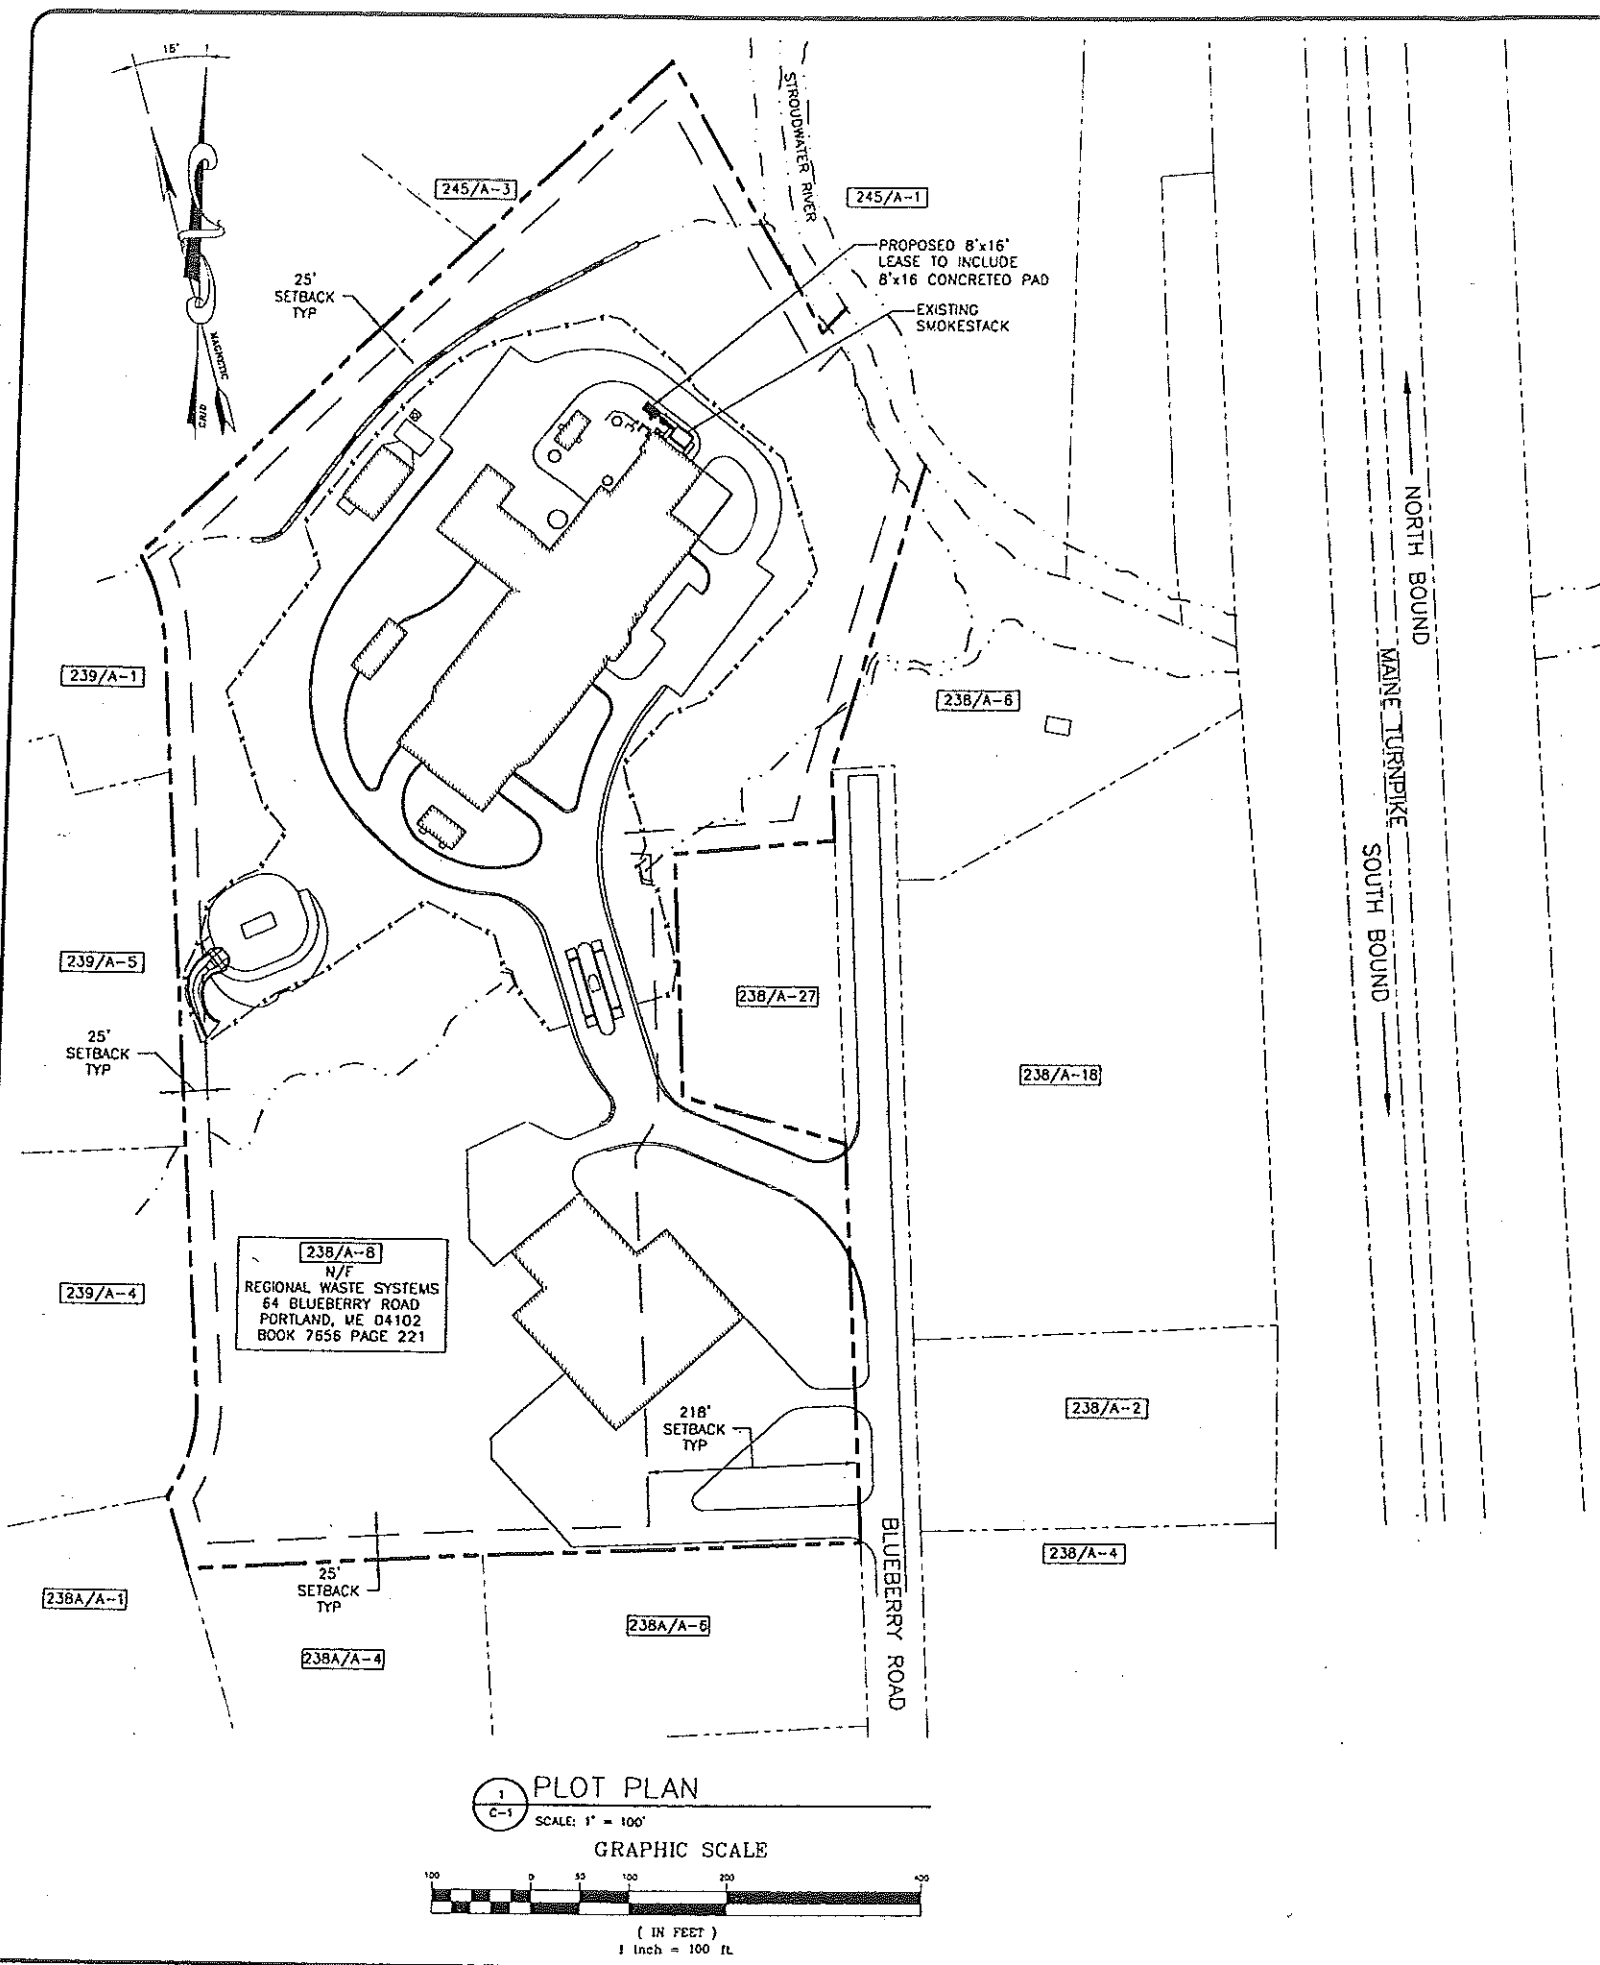 15'
MAGNETIC
GRID
245/A-3
STROUDWATER RIVER
245/A-1
PROPOSED 8'x16'
LEASE TO INCLUDE
8'x16 CONCRETED PAD
EXISTING
SMOKESTACK
25'
SETBACK
TYP
NORTH BOUND
MAINE TURNPIKE
SOUTH BOUND
239/A-1
238/A-6
239/A-5
238/A-27
25'
SETBACK
TYP
238/A-18
238/A-8
N/F
REGIONAL WASTE SYSTEMS
64 BLUEBERRY ROAD
PORTLAND, ME 04102
BOOK 7656 PAGE 221
239/A-4
218'
SETBACK
TYP
238/A-2
BLUEBERRY ROAD
238/A-4
25'
SETBACK
TYP
238A/A-1
238A/A-6
238A/A-4
1
C-1
PLOT PLAN
SCALE: 1" = 100'
GRAPHIC SCALE
100 0 50 100 200 400
( IN FEET )
1 inch = 100 ft.